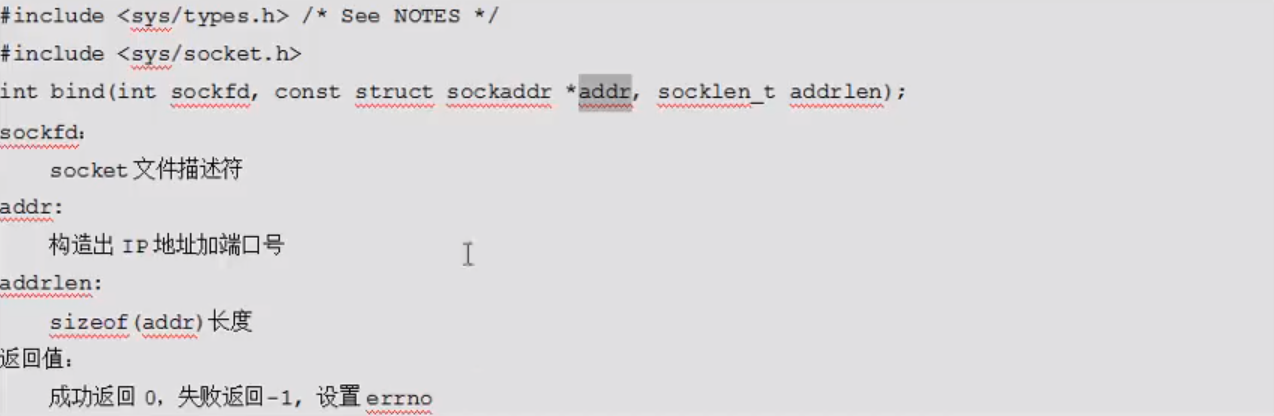 #include <sys/types.h> /* See NOTES */
#include <sys/socket.h>
int bind(int sockfd, const struct sockaddr *addr, socklen_t addrlen);
sockfd:
socket 文件描述符
addr:
构造出 IP 地址加端口号
addrlen:
sizeof(addr)长度
返回值:
成功返回 0, 失败返回-1, 设置 errno